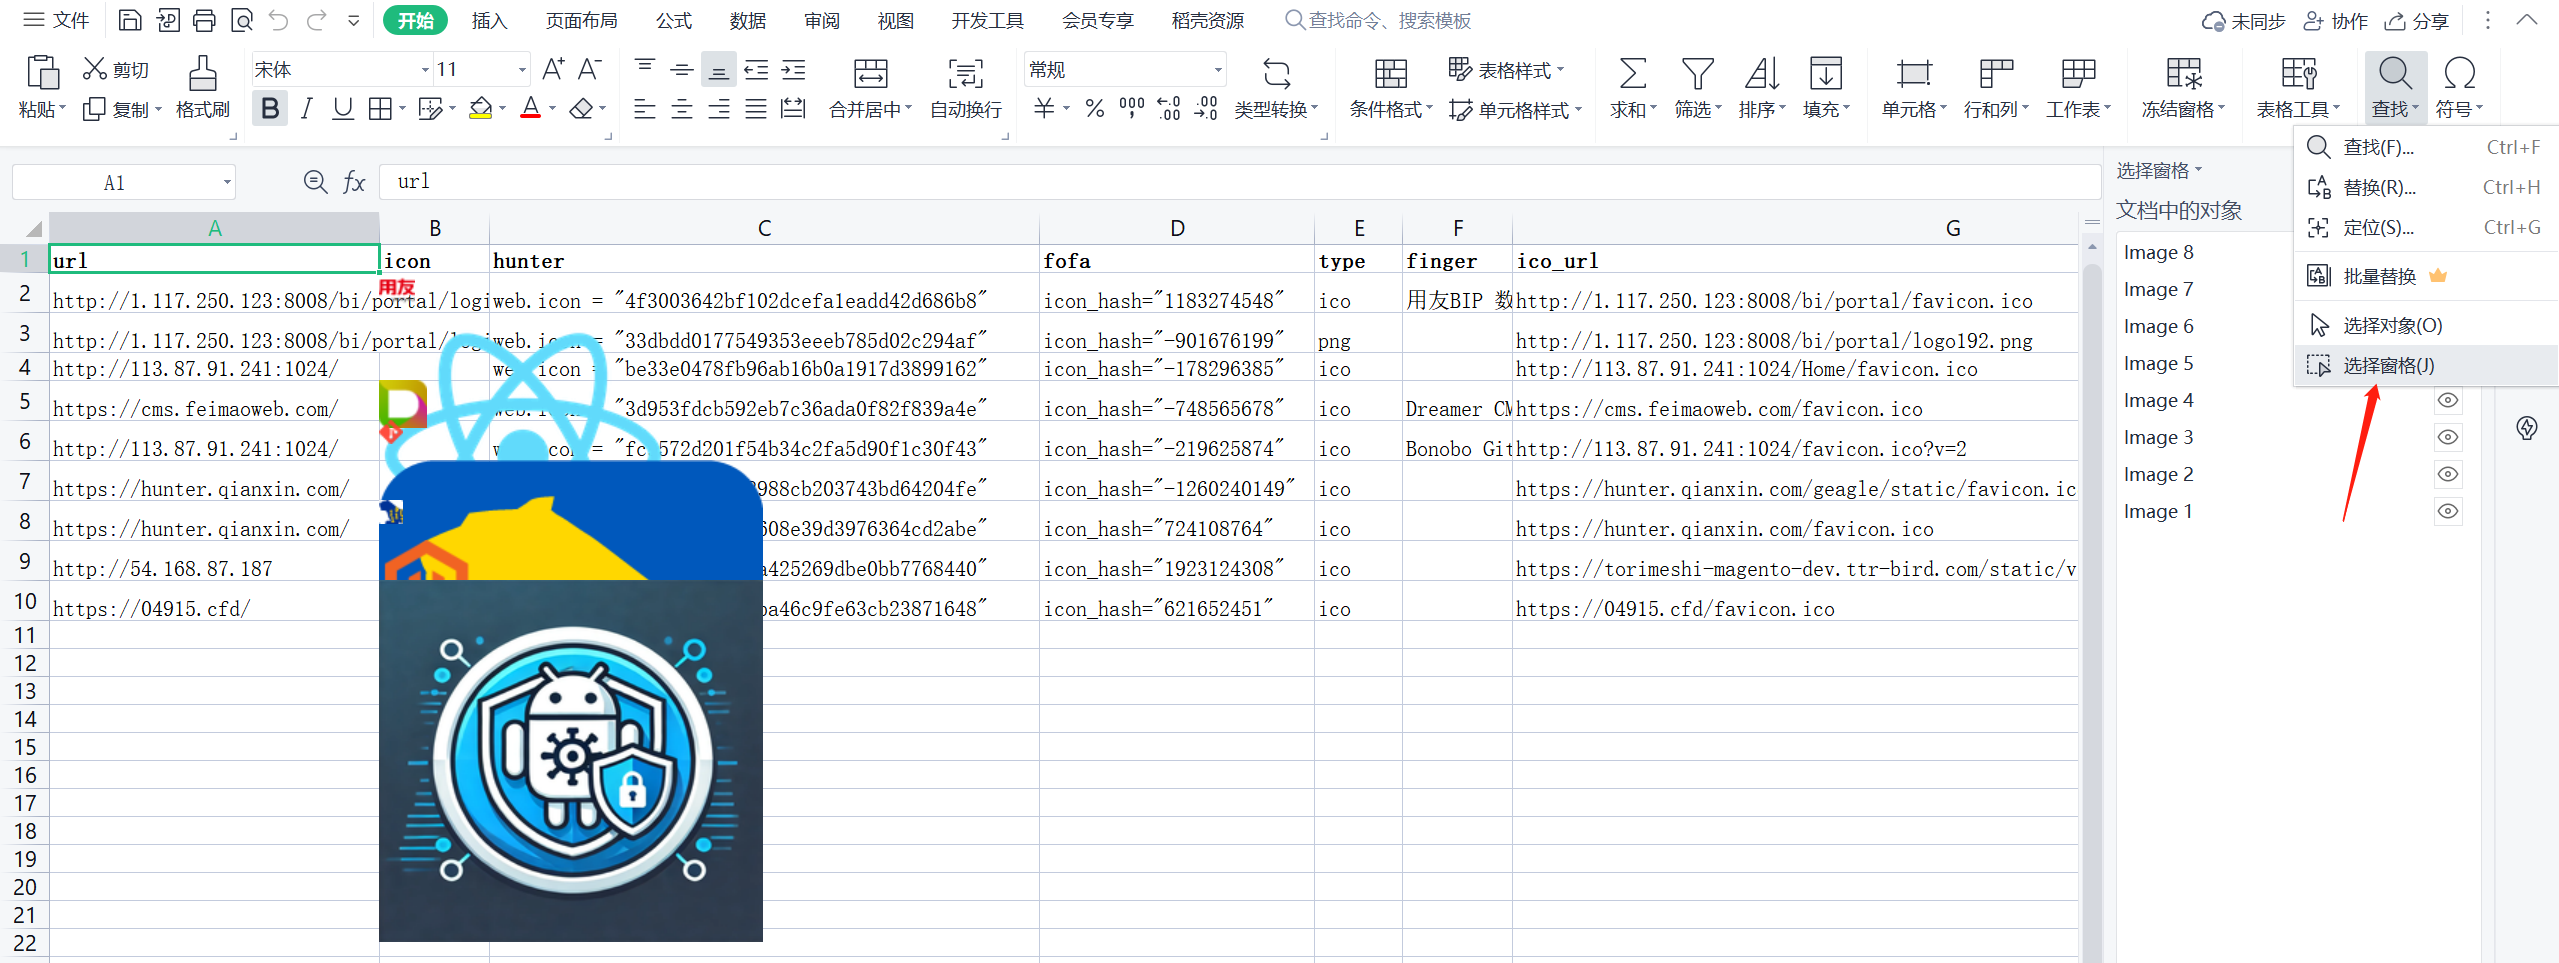 文件 开始 插入 页面布局 公式 数据 审阅 视图 开发工具 会员专享 稻壳资源 查找命令、搜索模板 未同步 协作 分享
剪切 宋体 11 A+ A- 常规 表格样式
粘贴 复制 格式刷 B I U A 合并居中 自动换行 ¥ % 类型转换 条件格式 单元格样式 求和 筛选 排序 填充 单元格 行和列 工作表 冻结窗格 表格工具 查找 符号
A1 fx url
选择窗格
文档中的对象
查找(F)... Ctrl+F
替换(R)... Ctrl+H
定位(S)... Ctrl+G
批量替换
选择对象(O)
选择窗格(J)
Image 8
Image 7
Image 6
Image 5
Image 4
Image 3
Image 2
Image 1
A B C D E F G
1 url icon hunter fofa type finger ico_url
用友
2 http://1.117.250.123:8008/bi/portal/logi web.icon = "4f3003642bf102dcefa1eadd42d686b8" icon_hash="1183274548" ico 用友BIP 数 http://1.117.250.123:8008/bi/portal/favicon.ico
3 http://1.117.250.123:8008/bi/portal/logi web.icon = "33dbdd0177549353eeeb785d02c294af" icon_hash="-901676199" png http://1.117.250.123:8008/bi/portal/logo192.png
4 http://113.87.91.241:1024/ we icon = "be33e0478fb96ab16b0a1917d3899162" icon_hash="-178296385" ico http://113.87.91.241:1024/Home/favicon.ico
5 https://cms.feimaoweb.com/ web.icon = "3d953fdcb592eb7c36ada0f82f839a4e" icon_hash="-748565678" ico Dreamer CM https://cms.feimaoweb.com/favicon.ico
6 http://113.87.91.241:1024/ = 572d201f54b34c2fa5d90f1c30f43" icon_hash="-219625874" ico Bonobo Git http://113.87.91.241:1024/favicon.ico?v=2
7 https://hunter.qianxin.com/ 988cb203743bd64204fe" icon_hash="-1260240149" ico https://hunter.qianxin.com/geagle/static/favicon.ic
8 https://hunter.qianxin.com/ 608e39d3976364cd2abe" icon_hash="724108764" ico https://hunter.qianxin.com/favicon.ico
9 http://54.168.87.187 a425269dbe0bb7768440" icon_hash="1923124308" ico https://torimeshi-magento-dev.ttr-bird.com/static/v
10 https://04915.cfd/ ba46c9fe63cb23871648" icon_hash="621652451" ico https://04915.cfd/favicon.ico
11
12
13
14
15
16
17
18
19
20
21
22